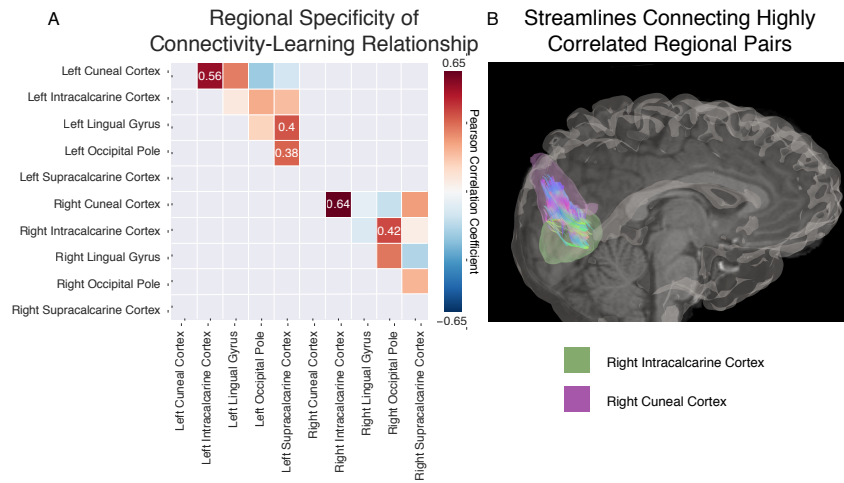 A
Regional Specificity of
Connectivity-Learning Relationship
B
Streamlines Connecting Highly
Correlated Regional Pairs
Left Cuneal Cortex
Left Intracalcarine Cortex
Left Lingual Gyrus
Left Occipital Pole
Left Supracalcarine Cortex
Right Cuneal Cortex
Right Intracalcarine Cortex
Right Lingual Gyrus
Right Occipital Pole
Right Supracalcarine Cortex
0.56
0.4
0.38
0.64
0.42
0.65
−0.65
Pearson Correlation Coefficient
Left Cuneal Cortex
Left Intracalcarine Cortex
Left Lingual Gyrus
Left Occipital Pole
Left Supracalcarine Cortex
Right Cuneal Cortex
Right Intracalcarine Cortex
Right Lingual Gyrus
Right Occipital Pole
Right Supracalcarine Cortex
Right Intracalcarine Cortex
Right Cuneal Cortex